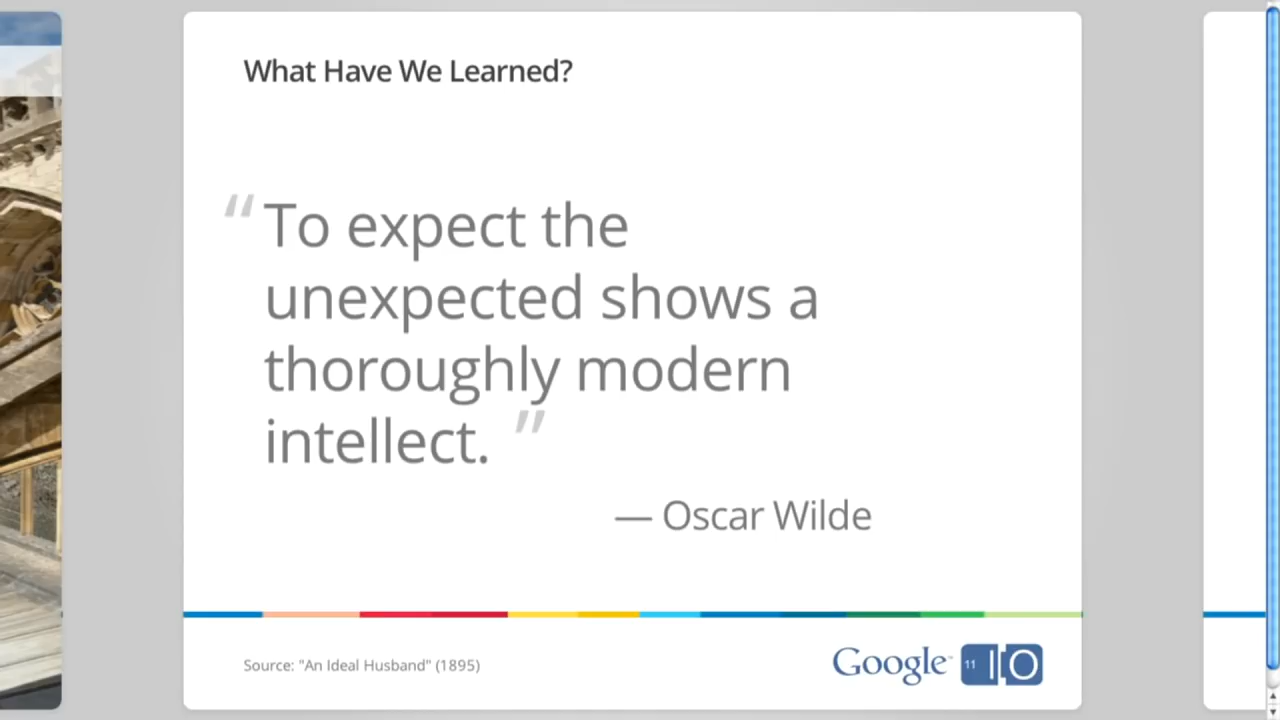 What Have We Learned?
“To expect the
unexpected shows a
thoroughly modern
intellect. ”
— Oscar Wilde
Source: "An Ideal Husband" (1895)
Google™ 11 IO